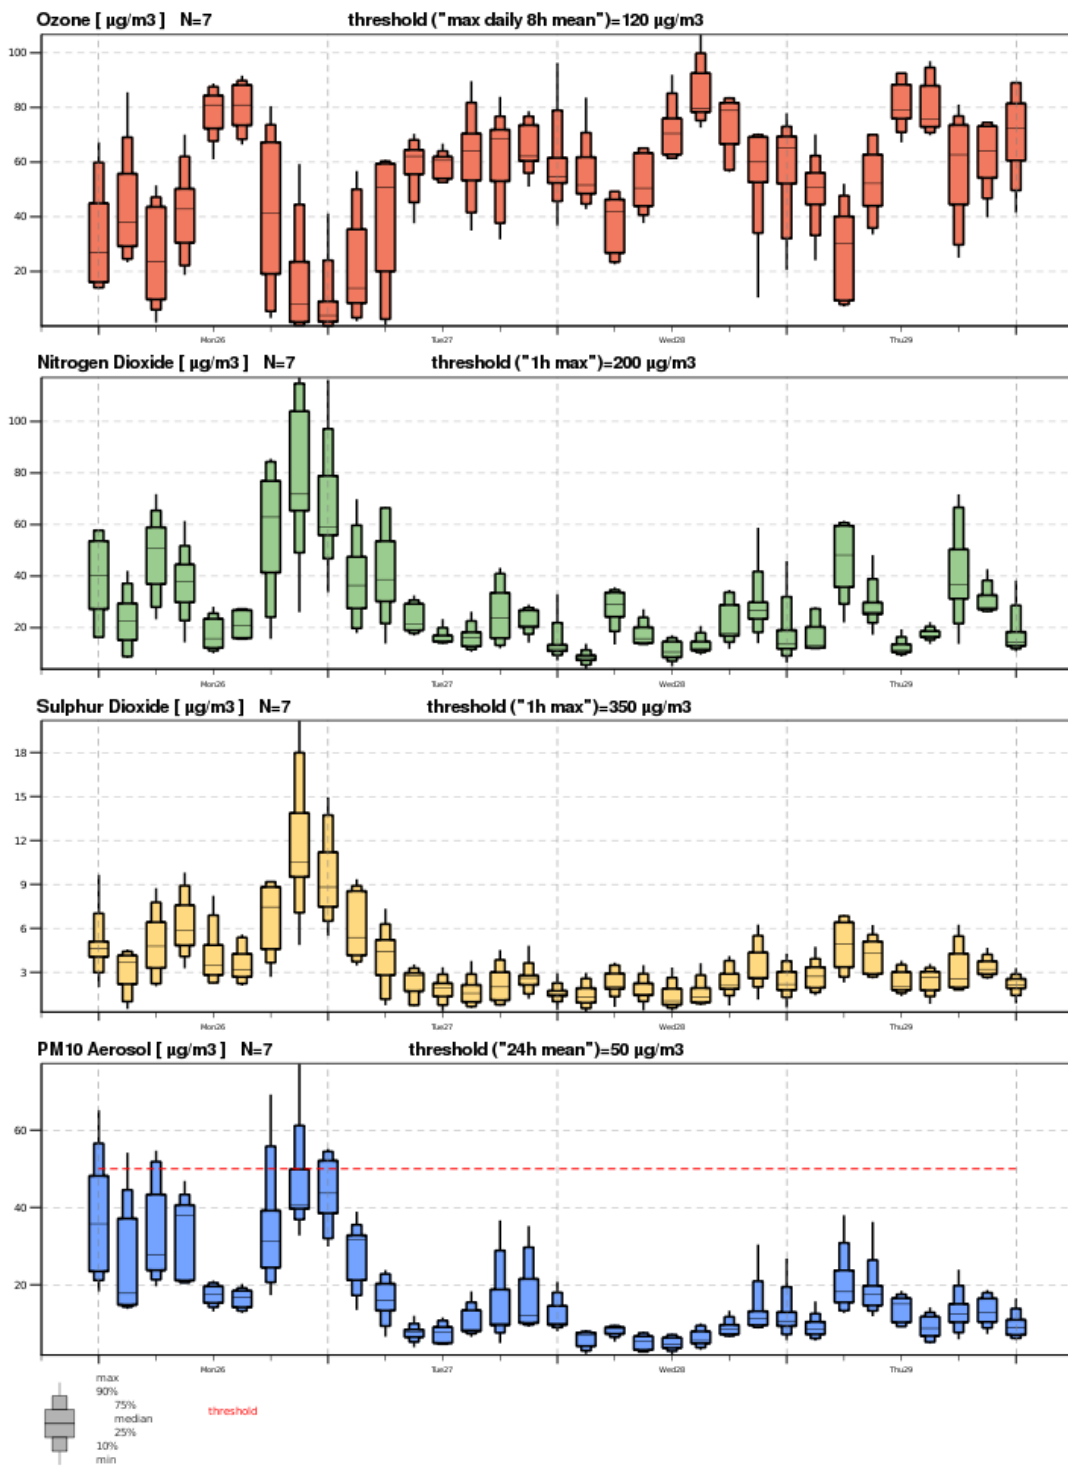 Ozone [ µg/m3 ] N=7 threshold ("max daily 8h mean")=120 µg/m3
100
80
60
40
20
Mon26 Tue27 Wed28 Thu29
Nitrogen Dioxide [ µg/m3 ] N=7 threshold ("1h max")=200 µg/m3
100
80
60
40
20
Mon26 Tue27 Wed28 Thu29
Sulphur Dioxide [ µg/m3 ] N=7 threshold ("1h max")=350 µg/m3
18
15
12
9
6
3
Mon26 Tue27 Wed28 Thu29
PM10 Aerosol [ µg/m3 ] N=7 threshold ("24h mean")=50 µg/m3
60
40
20
Mon26 Tue27 Wed28 Thu29
max
90%
75%
median
25%
10%
min
threshold